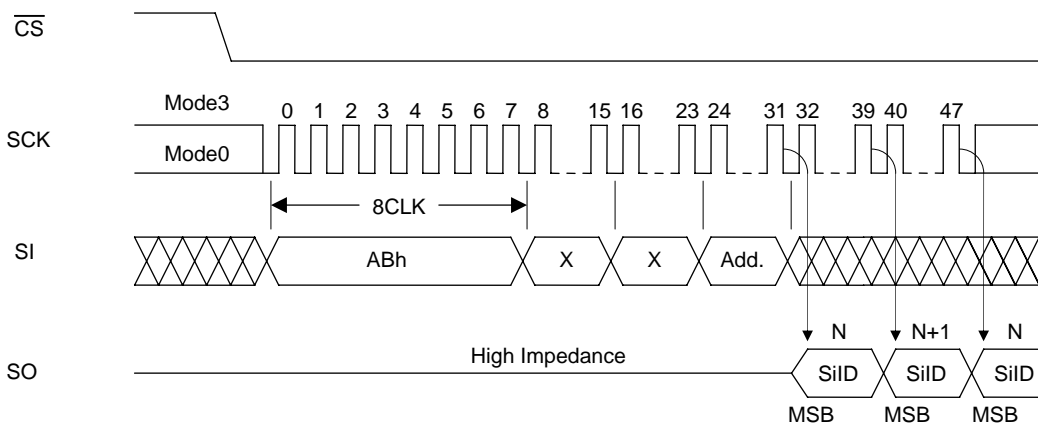 CS
Mode3
0 1 2 3 4 5 6 7 8 15 16 23 24 31 32 39 40 47
SCK
Mode0
8CLK
SI
ABh X X Add.
High Impedance
N N+1 N
SO
SiID SiID SiID
MSB MSB MSB